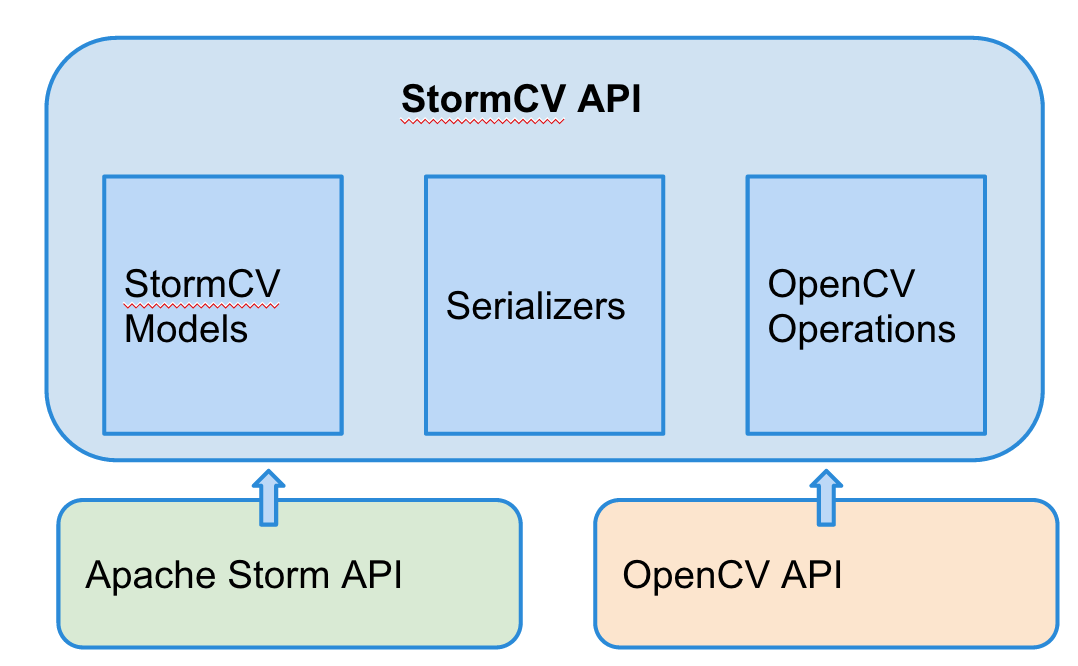 StormCV API
StormCV
Models
Serializers
OpenCV
Operations
Apache Storm API
OpenCV API